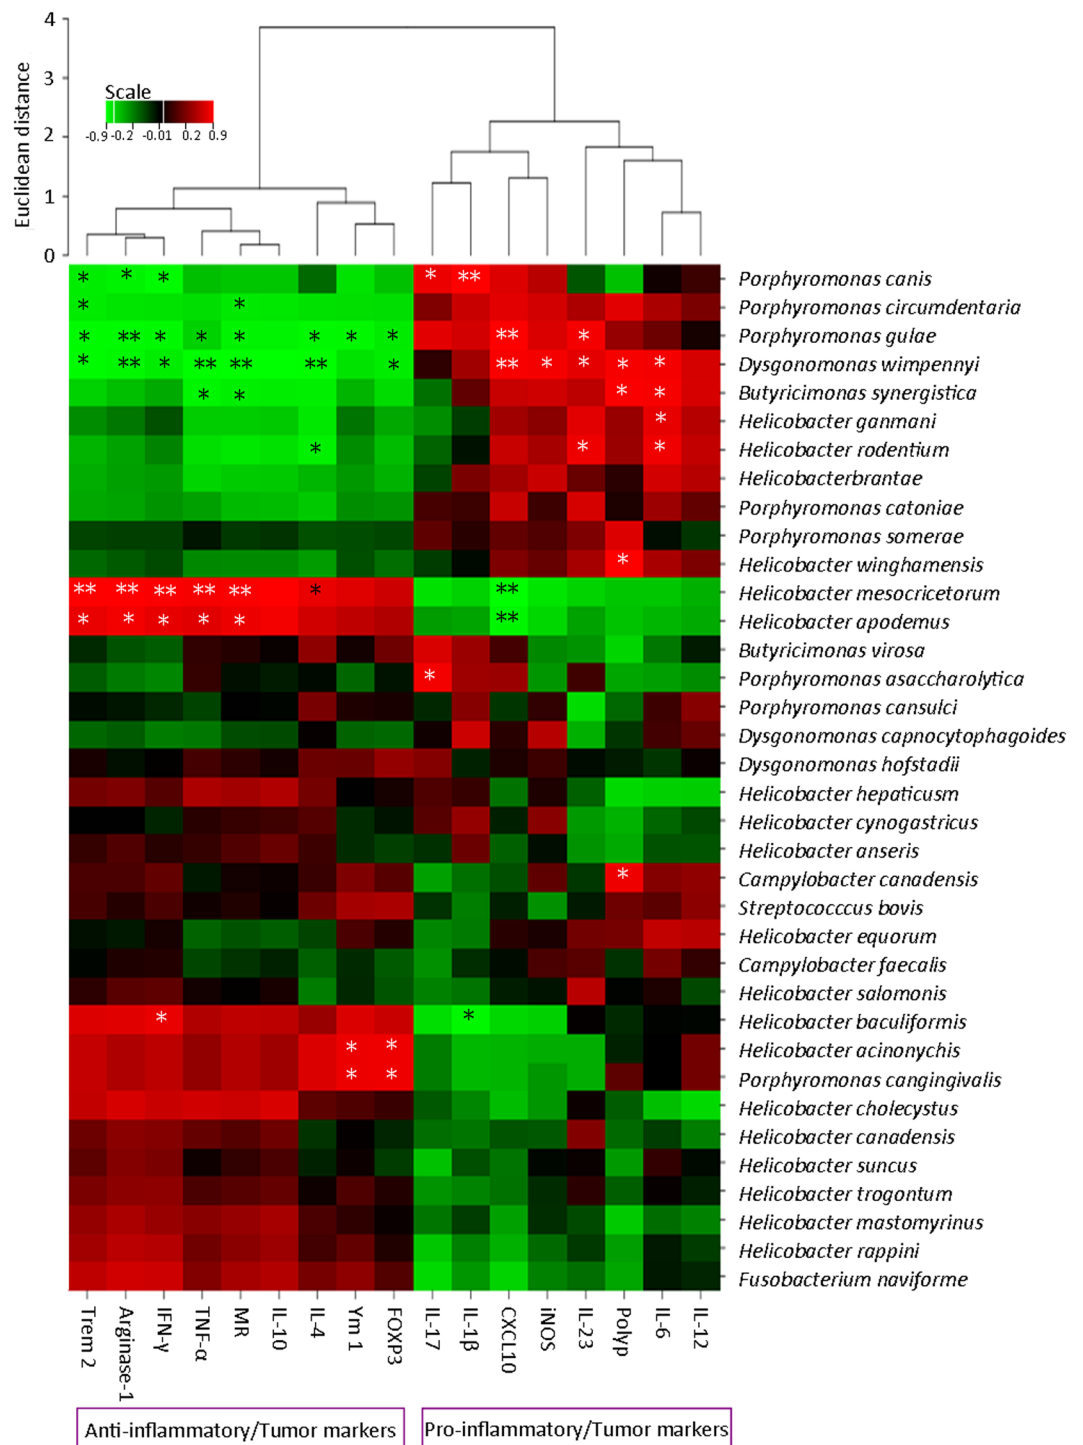 4
3
2
1
0
Euclidean distance
Scale
-0.9 -0.2 -0.01 0.2 0.9
* * * * ** Porphyromonas canis
* * Porphyromonas circumdentaria
* ** * * * * * * ** * Porphyromonas gulae
* ** * ** ** ** * ** * * * * Dysgonomonas wimpennyi
* * * * Butyricimonas synergistica
* Helicobacter ganmani
* * * Helicobacter rodentium
Helicobacterbrantae
Porphyromonas catoniae
Porphyromonas somerae
* Helicobacter winghamensis
** ** ** ** ** * ** Helicobacter mesocricetorum
* * * * * ** Helicobacter apodemus
Butyricimonas virosa
* Porphyromonas asaccharolytica
Porphyromonas cansulci
Dysgonomonas capnocytophagoides
Dysgonomonas hofstadii
Helicobacter hepaticusm
Helicobacter cynogastricus
Helicobacter anseris
* Campylobacter canadensis
Streptococccus bovis
Helicobacter equorum
Campylobacter faecalis
Helicobacter salomonis
* * Helicobacter baculiformis
* * Helicobacter acinonychis
* * Porphyromonas cangingivalis
Helicobacter cholecystus
Helicobacter canadensis
Helicobacter suncus
Helicobacter trogontum
Helicobacter mastomyrinus
Helicobacter rappini
Fusobacterium naviforme
Trem 2
Arginase-1
IFN-γ
TNF-α
MR
IL-10
IL-4
Ym 1
FOXP3
IL-17
IL-1β
CXCL10
iNOS
IL-23
Polyp
IL-6
IL-12
Anti-inflammatory/Tumor markers
Pro-inflammatory/Tumor markers